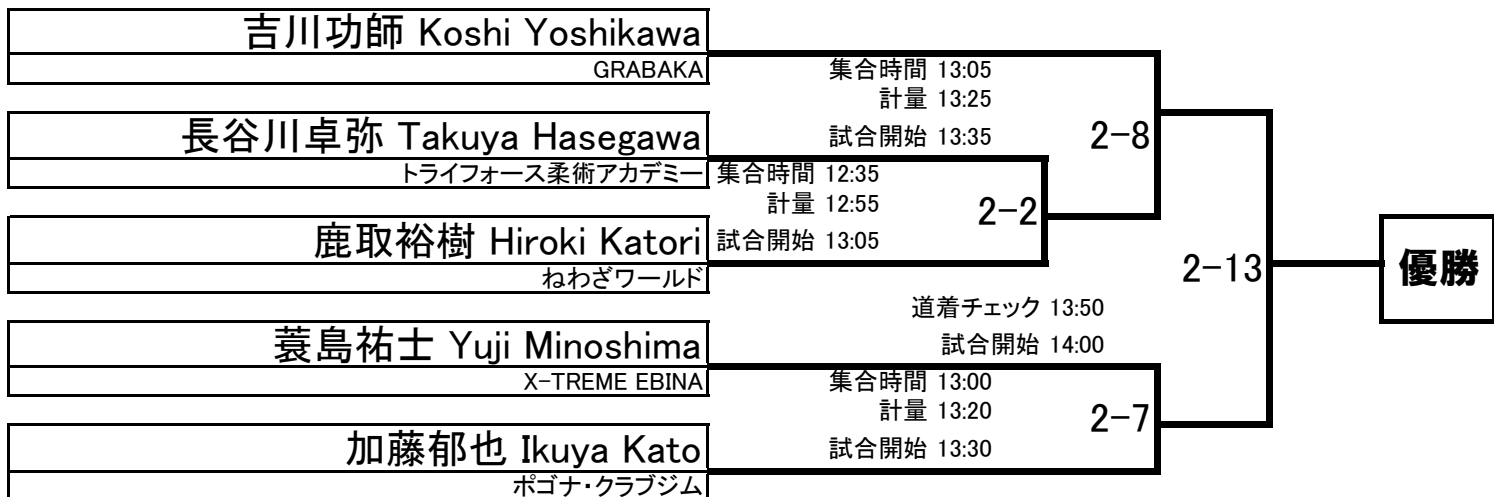 吉川功師 Koshi Yoshikawa
GRABAKA
集合時間 13:05
計量 13:25
試合開始 13:35
2-8
長谷川卓弥 Takuya Hasegawa
トライフォース柔術アカデミー
集合時間 12:35
計量 12:55
試合開始 13:05
2-2
鹿取裕樹 Hiroki Katori
ねわざワールド
2-13
優勝
道着チェック 13:50
試合開始 14:00
蓑島祐士 Yuji Minoshima
X-TREME EBINA
集合時間 13:00
計量 13:20
試合開始 13:30
2-7
加藤郁也 Ikuya Kato
ポゴナ・クラブジム